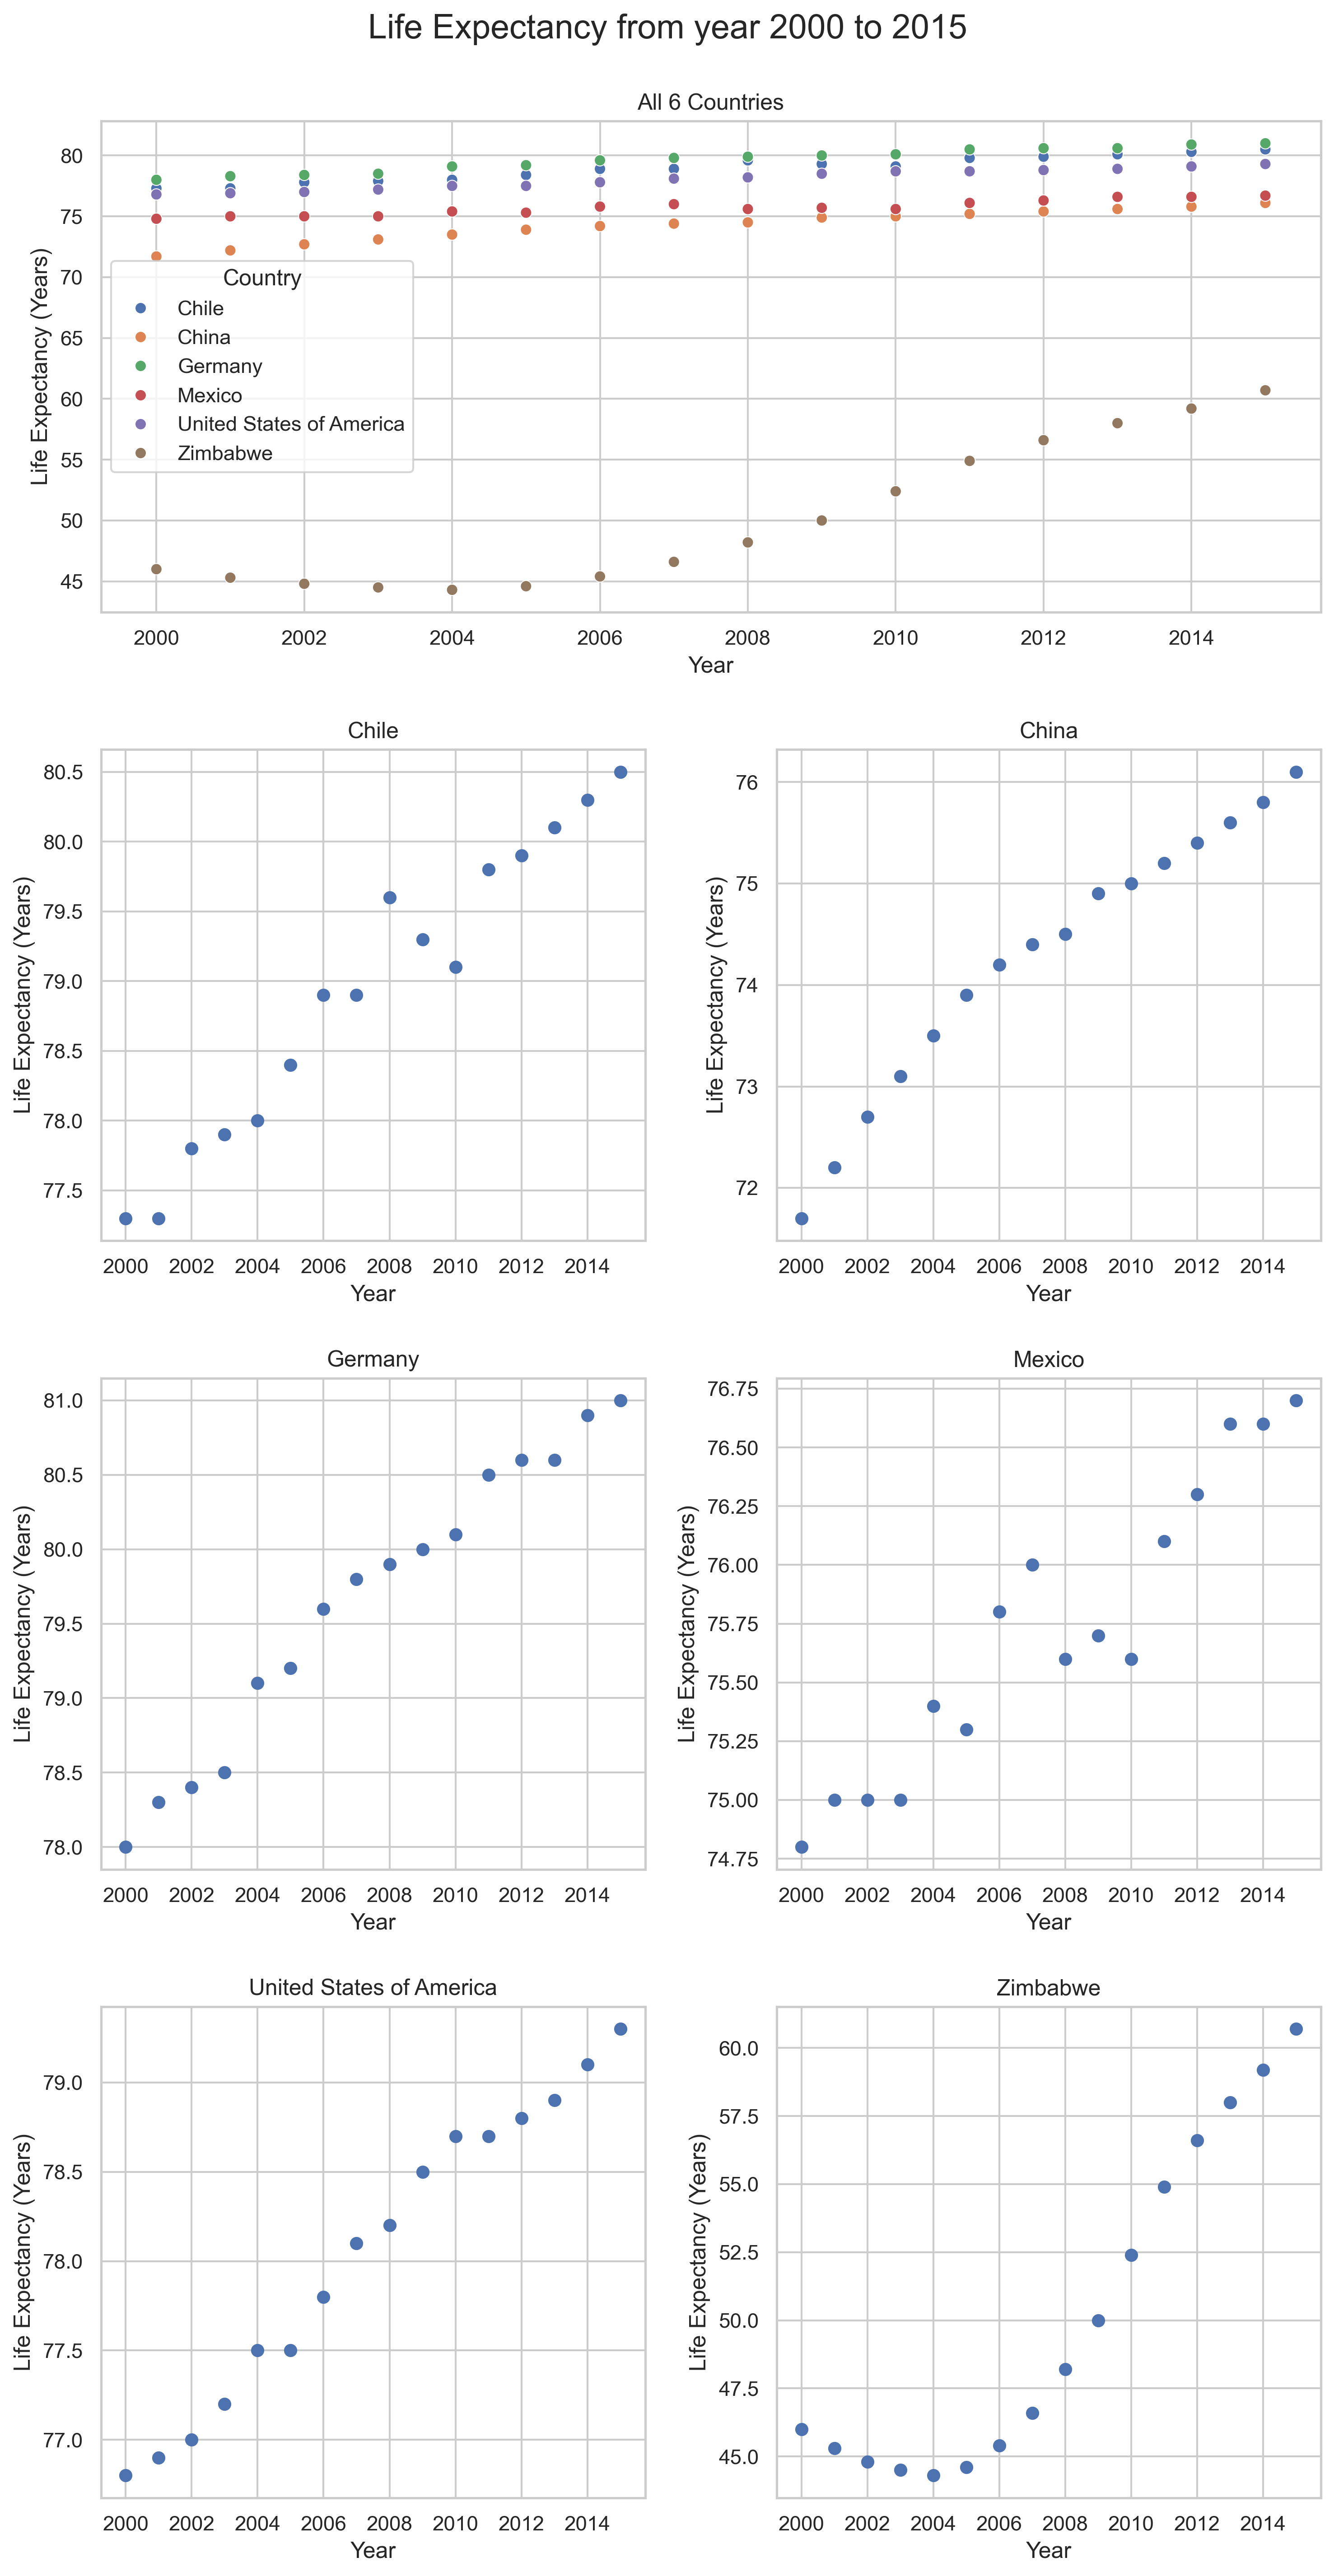 Life Expectancy from year 2000 to 2015
All 6 Countries
Life Expectancy (Years)
80
75
70
65
60
55
50
45
Country
Chile
China
Germany
Mexico
United States of America
Zimbabwe
2000 2002 2004 2006 2008 2010 2012 2014
Year
Chile
Life Expectancy (Years)
80.5
80.0
79.5
79.0
78.5
78.0
77.5
2000 2002 2004 2006 2008 2010 2012 2014
Year
China
Life Expectancy (Years)
76
75
74
73
72
2000 2002 2004 2006 2008 2010 2012 2014
Year
Germany
Life Expectancy (Years)
81.0
80.5
80.0
79.5
79.0
78.5
78.0
2000 2002 2004 2006 2008 2010 2012 2014
Year
Mexico
Life Expectancy (Years)
76.75
76.50
76.25
76.00
75.75
75.50
75.25
75.00
74.75
2000 2002 2004 2006 2008 2010 2012 2014
Year
United States of America
Life Expectancy (Years)
79.0
78.5
78.0
77.5
77.0
2000 2002 2004 2006 2008 2010 2012 2014
Year
Zimbabwe
Life Expectancy (Years)
60.0
57.5
55.0
52.5
50.0
47.5
45.0
2000 2002 2004 2006 2008 2010 2012 2014
Year